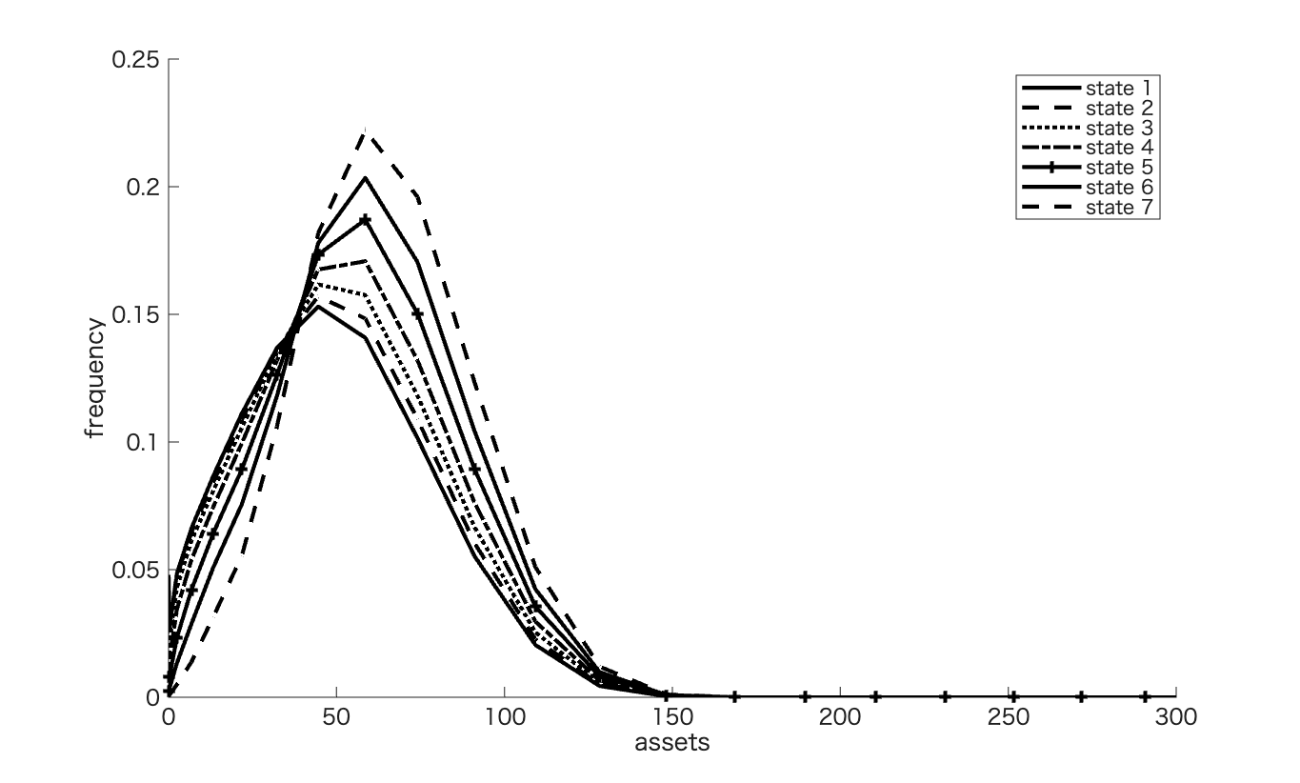 0.25
0.2
0.15
0.1
0.05
0
frequency
0 50 100 150 200 250 300
assets
state 1
state 2
state 3
state 4
state 5
state 6
state 7